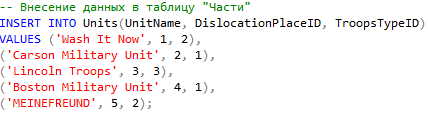 -- Внесение данных в таблицу "Части"
INSERT INTO Units(UnitName, DislocationPlaceID, TroopsTypeID)
VALUES ('Wash It Now', 1, 2),
('Carson Military Unit', 2, 1),
('Lincoln Troops', 3, 3),
('Boston Military Unit', 4, 1),
('MEINEFREUND', 5, 2);